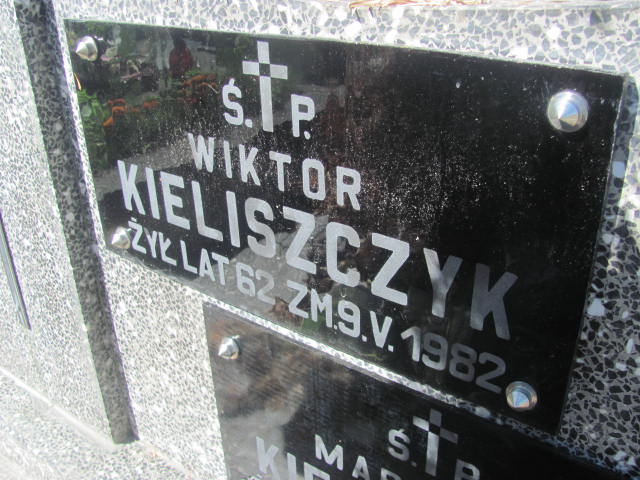 Ś. P.
WIKTOR
KIELISZCZYK
ŻYŁ LAT 62 ZM.9.V.1982
Ś. P.